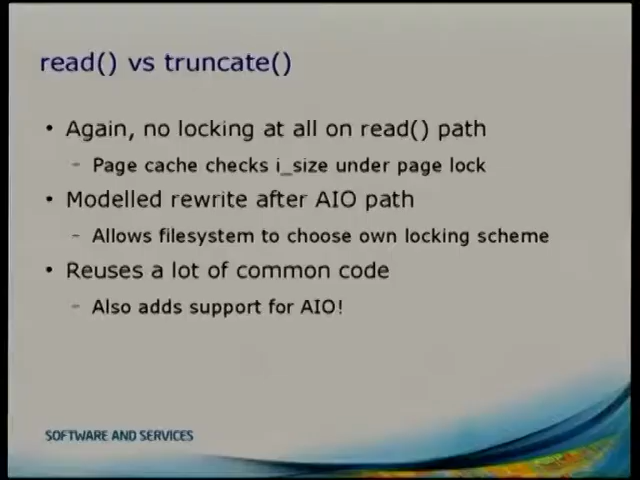 read() vs truncate()
• Again, no locking at all on read() path
– Page cache checks i_size under page lock
• Modelled rewrite after AIO path
– Allows filesystem to choose own locking scheme
• Reuses a lot of common code
– Also adds support for AIO!
SOFTWARE AND SERVICES